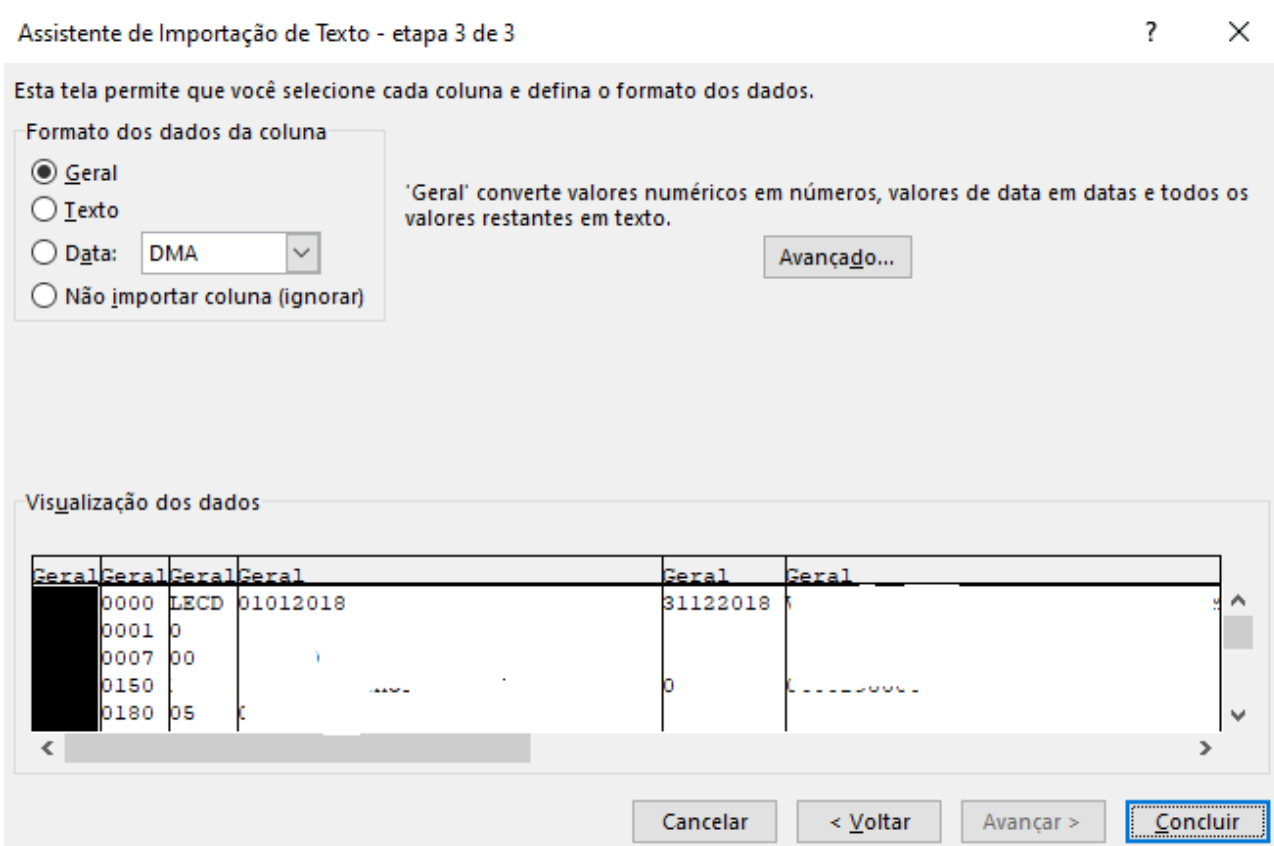 Assistente de Importação de Texto - etapa 3 de 3
?
Esta tela permite que você selecione cada coluna e defina o formato dos dados.
Formato dos dados da coluna
Geral
Texto
Data: DMA
Não importar coluna (ignorar)
'Geral' converte valores numéricos em números, valores de data em datas e todos os
valores restantes em texto.
Avançado...
Visualização dos dados
Geral Geral Geral Geral Geral Geral
0000 LECD 01012018 31122018
0001 0
0007 00
0150 0
0180 05
Cancelar < Voltar Avançar > Concluir